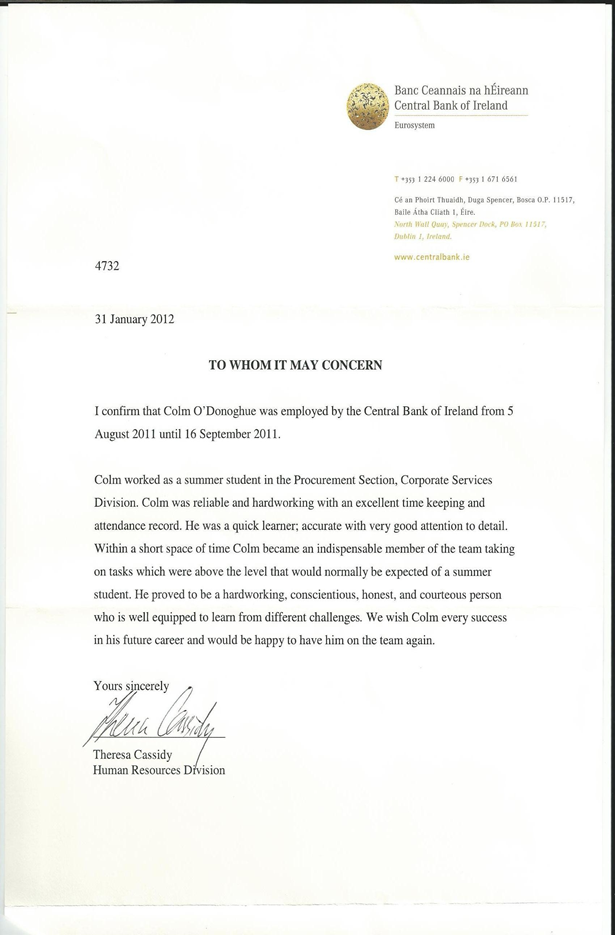 Banc Ceannais na hÉireann
Central Bank of Ireland
Eurosystem
T +353 1 224 6000 F +353 1 671 6561
Cé an Phoirt Thuaidh, Duga Spencer, Bosca O.P. 11517,
Baile Átha Cliath 1, Éire.
North Wall Quay, Spencer Dock, PO Box 11517,
Dublin 1, Ireland.
www.centralbank.ie
4732
31 January 2012
TO WHOM IT MAY CONCERN
I confirm that Colm O'Donoghue was employed by the Central Bank of Ireland from 5
August 2011 until 16 September 2011.
Colm worked as a summer student in the Procurement Section, Corporate Services
Division. Colm was reliable and hardworking with an excellent time keeping and
attendance record. He was a quick learner; accurate with very good attention to detail.
Within a short space of time Colm became an indispensable member of the team taking
on tasks which were above the level that would normally be expected of a summer
student. He proved to be a hardworking, conscientious, honest, and courteous person
who is well equipped to learn from different challenges. We wish Colm every success
in his future career and would be happy to have him on the team again.
Yours sincerely
Theresa Cassidy
Theresa Cassidy
Human Resources Division